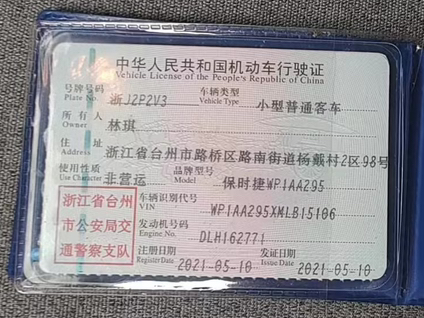 中华人民共和国机动车行驶证
Vehicle License of the People's Republic of China
号牌号码 Plate No. 浙J2P2V3 车辆类型 Vehicle Type 小型普通客车
所有人 Owner 林琪
住址 Address 浙江省台州市路桥区路南街道杨戴村2区98号
使用性质 Use Character 非营运 品牌型号 Model 保时捷WP1AA295
浙江省台州市公安局交通警察支队
车辆识别代号 VIN WP1AA295XMLB15106
发动机号码 Engine No. DLH162771
注册日期 Register Date 2021-05-10 发证日期 Issue Date 2021-05-10